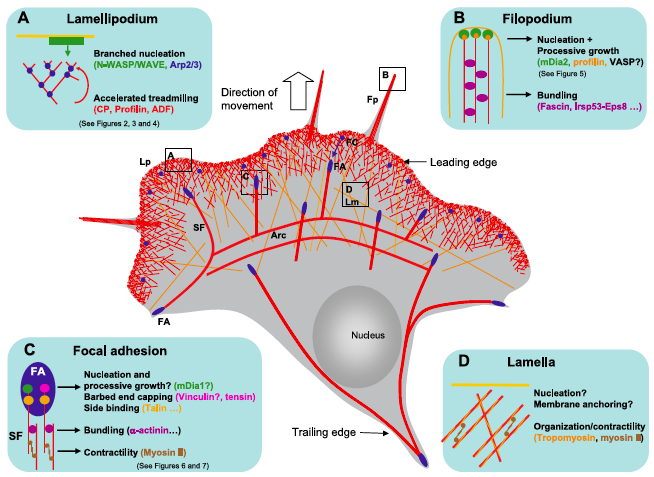 A
Lamellipodium
Branched nucleation
(N-WASP/WAVE, Arp2/3)
Accelerated treadmilling
(CP, Profilin, ADF)
(See Figures 2, 3 and 4)
B
Filopodium
Nucleation +
Processive growth
(mDia2, profilin, VASP?)
(See Figure 5)
Bundling
(Fascin, Irsp53-Eps8 ...)
Direction of
movement
B
Fp
Lp
A
FC
FA
Leading edge
C
D
Lm
SF
Arc
FA
Nucleus
Trailing edge
C
Focal adhesion
FA
Nucleation and
processive growth? (mDia1?)
Barbed end capping (Vinculin?, tensin)
Side binding (Talin ...)
SF
Bundling (α-actinin...)
Contractility (Myosin II)
(See Figures 6 and 7)
D
Lamella
Nucleation?
Membrane anchoring?
Organization/contractility
(Tropomyosin, myosin II)